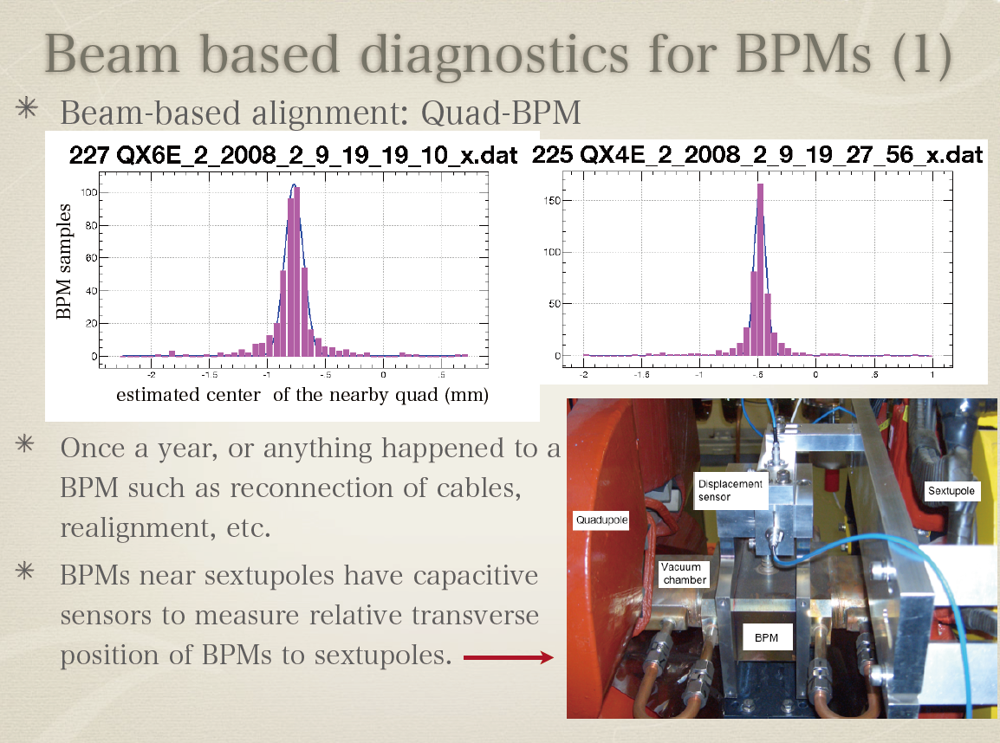 Beam based diagnostics for BPMs (1)
Beam-based alignment: Quad-BPM
227 QX6E_2_2008_2_9_19_19_10_x.dat
BPM samples
100
80
60
40
20
0
-2
-1.5
-1
-.5
0
.5
estimated center of the nearby quad (mm)
225 QX4E_2_2008_2_9_19_27_56_x.dat
150
100
50
0
-2
-1.5
-1
-.5
0
.5
1
Once a year, or anything happened to a
BPM such as reconnection of cables,
realignment, etc.
BPMs near sextupoles have capacitive
sensors to measure relative transverse
position of BPMs to sextupoles.
Displacement
sensor
Sextupole
Quadupole
Vacuum
chamber
BPM